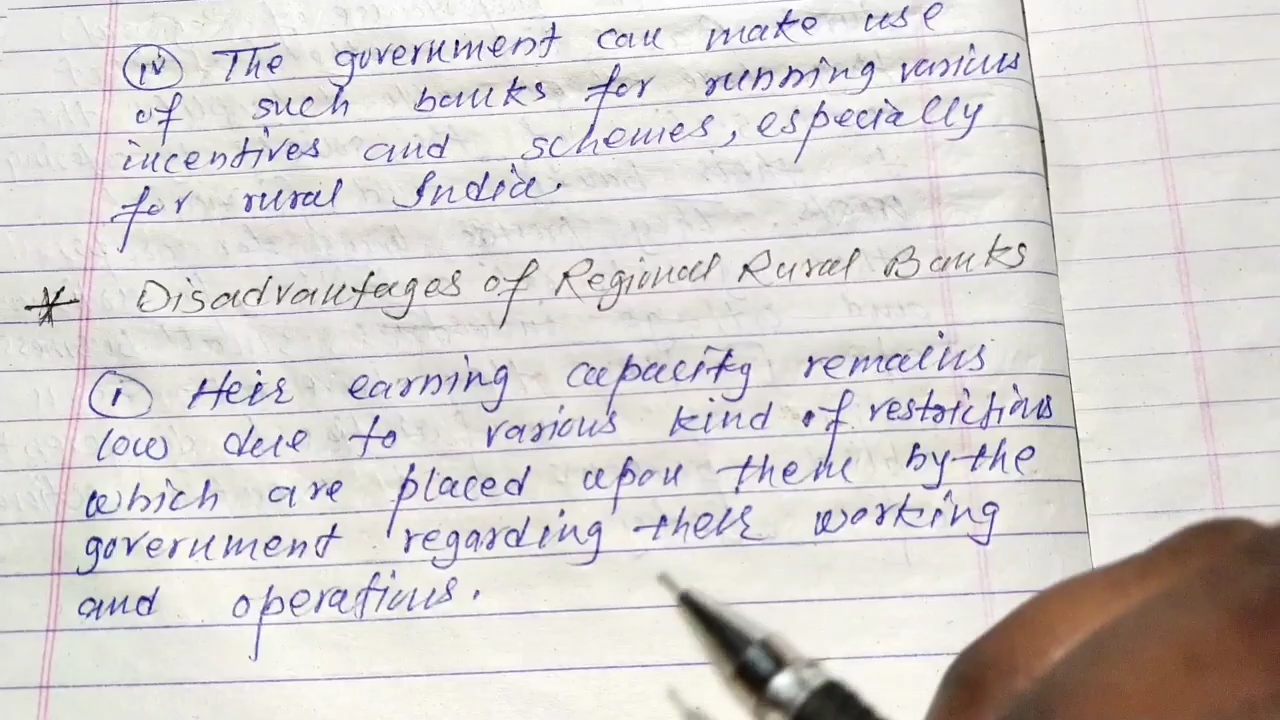 (iv) The government can make use
of such banks for running various
incentives and schemes, especially
for rural India.
* Disadvantages of Regional Rural Banks
(i) Heir earning capacity remains
low due to various kind of restrictions
which are placed upon them by the
government regarding their working
and operations.